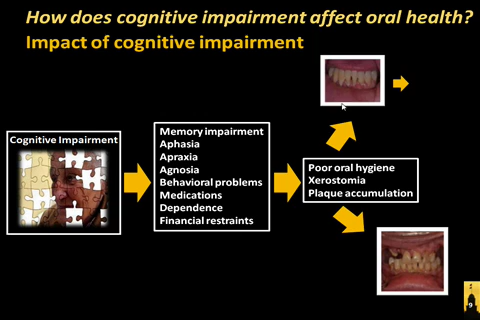 How does cognitive impairment affect oral health?
Impact of cognitive impairment
Cognitive Impairment
Memory impairment
Aphasia
Apraxia
Agnosia
Behavioral problems
Medications
Dependence
Financial restraints
Poor oral hygiene
Xerostomia
Plaque accumulation
9